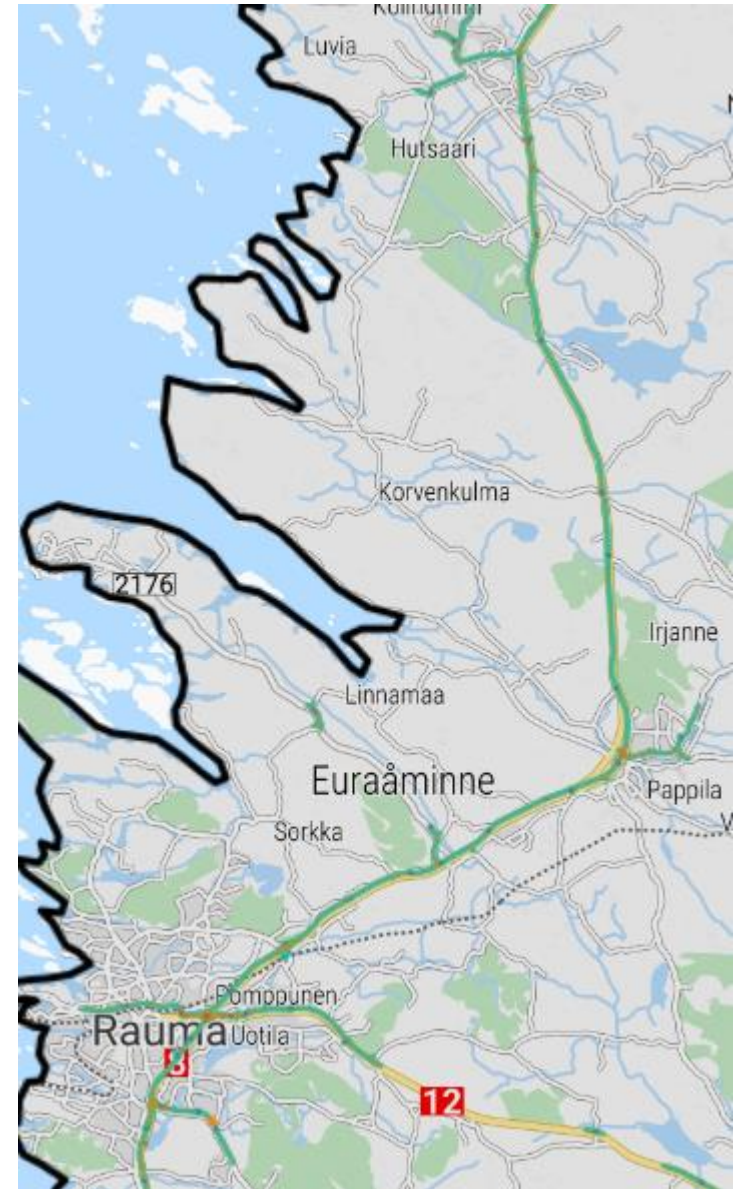 Luvia
Hutsaari
Korvenkulma
2176
Irjanne
Linnamaa
Euraåminne
Pappila
Sorkka
Pomppunen
Rauma
Uotila
8
12